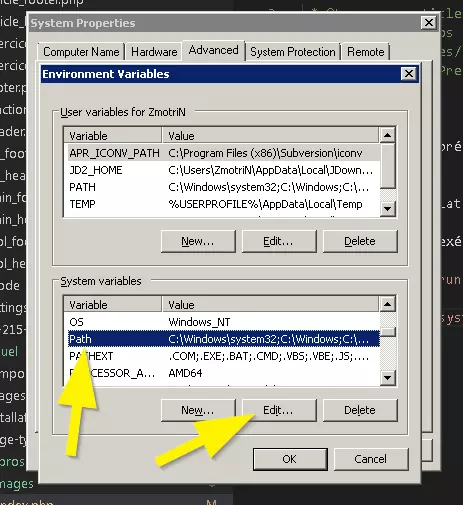 System Properties
Computer Name Hardware Advanced System Protection Remote
Environment Variables
User variables for ZmotriN
Variable Value
APR_ICONV_PATH C:\Program Files (x86)\Subversion\iconv
JD2_HOME C:\Users\ZmotriN\AppData\Local\JDown...
PATH C:\Windows\system32;C:\Windows;C:\...
TEMP %USERPROFILE%\AppData\Local\Temp
New... Edit... Delete
System variables
Variable Value
OS Windows_NT
Path C:\Windows\system32;C:\Windows;C:\...
.COM;.EXE;.BAT;.CMD;.VBS;.VBE;.JS;....
AMD64
New... Edit... Delete
OK Cancel